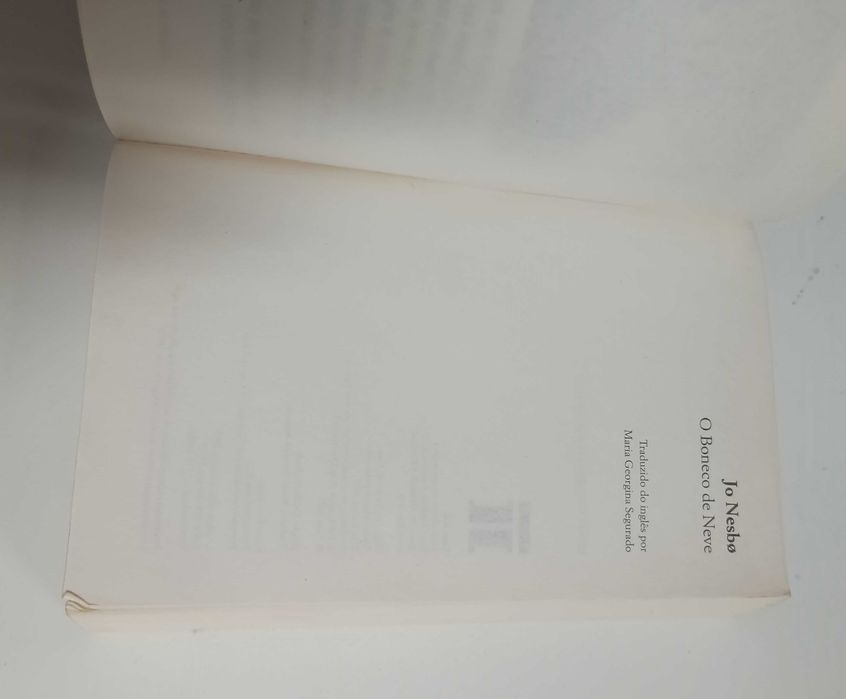 Jo Nesbø
O Boneco de Neve
Traduzido do inglês por
Maria Georgina Segurado